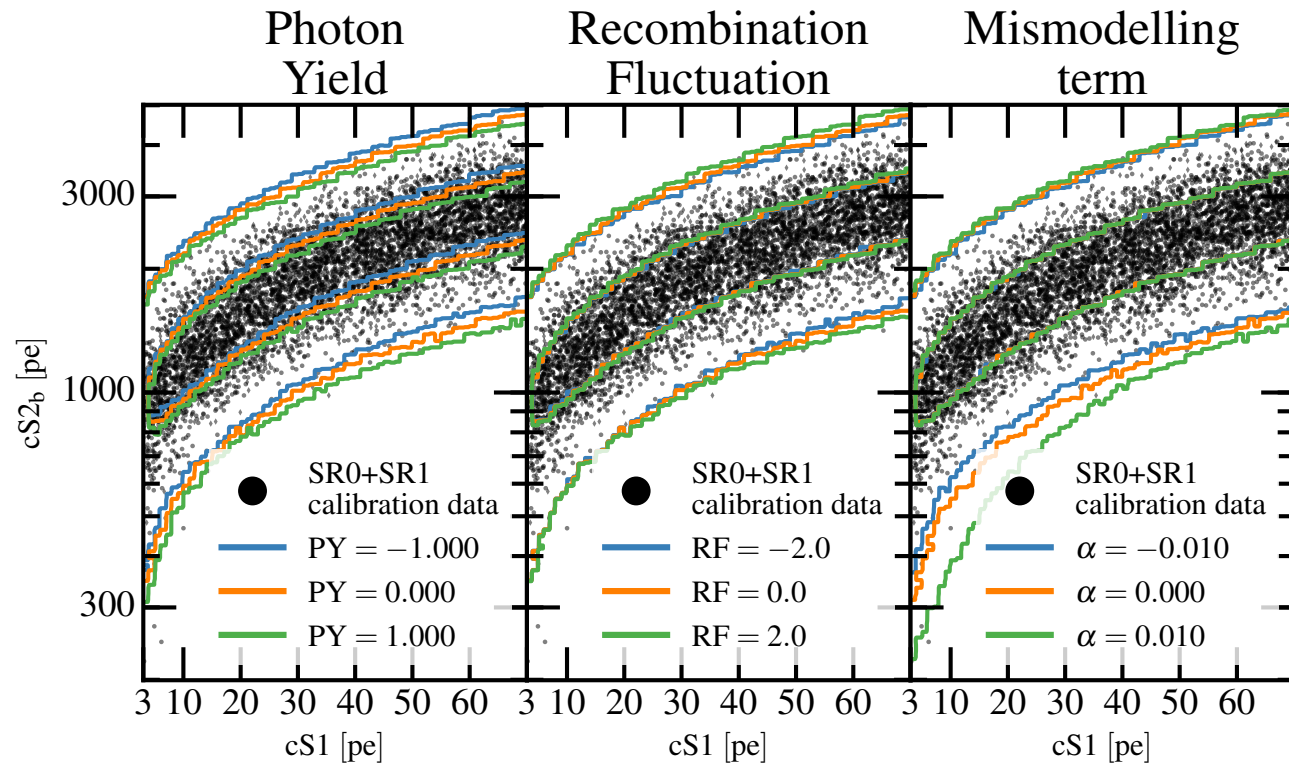 Photon
Yield
Recombination
Fluctuation
Mismodelling
term
cS2b [pe]
3000
1000
300
SR0+SR1
calibration data
PY = −1.000
PY = 0.000
PY = 1.000
SR0+SR1
calibration data
RF = −2.0
RF = 0.0
RF = 2.0
SR0+SR1
calibration data
α = −0.010
α = 0.000
α = 0.010
3 10 20 30 40 50 60
3 10 20 30 40 50 60
3 10 20 30 40 50 60
cS1 [pe]
cS1 [pe]
cS1 [pe]